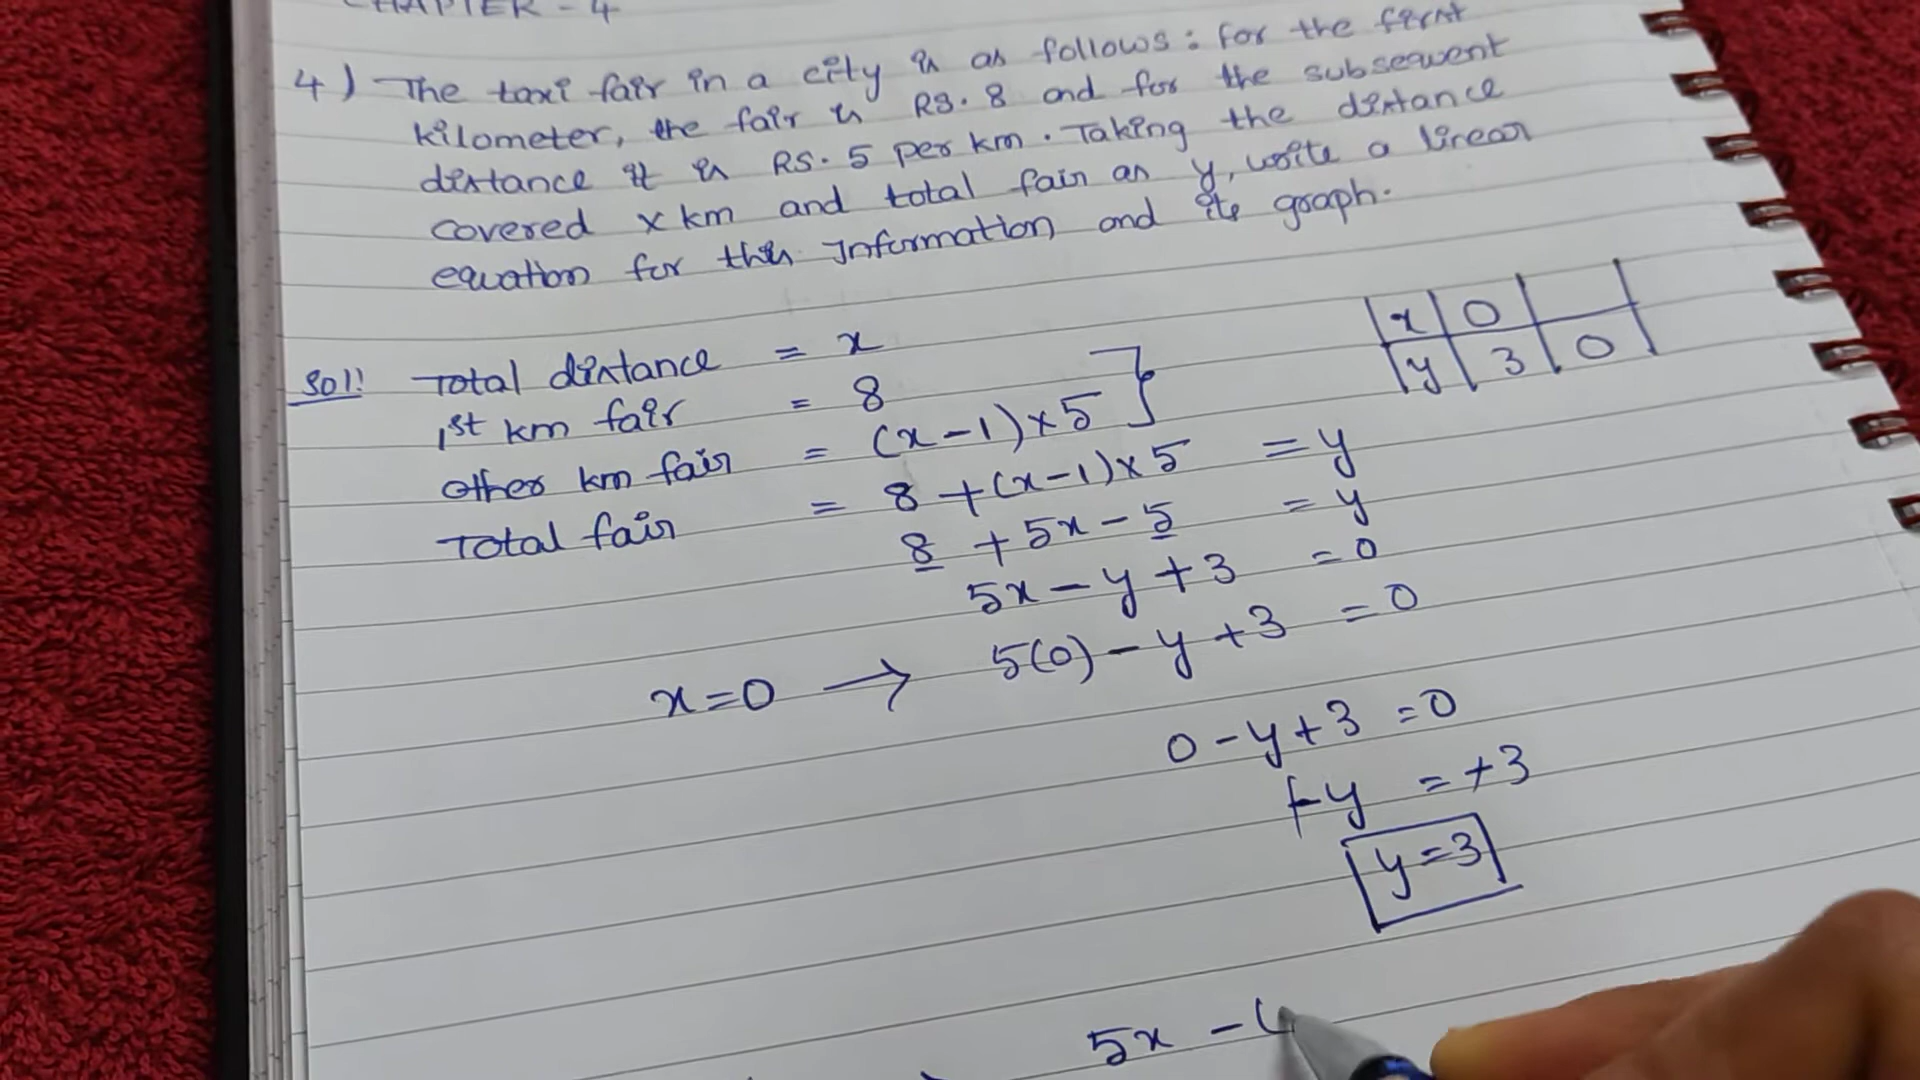 CHAPTER - 4
4) The taxi fair in a city is as follows: for the first
kilometer, the fair is RS. 8 and for the subsequent
distance it is RS. 5 per km. Taking the distance
covered x km and total fair as y, write a linear
equation for this Information and its graph.
x 0
y 3 0
Sol: Total distance = x
1st km fair = 8
other km fair = (x-1)×5 }
Total fair = 8 +(x-1)×5 = y
8 +5x - 5 = y
5x - y + 3 = 0
x=0 → 5(0) - y + 3 = 0
0 - y + 3 = 0
+y = +3
y = 3
5x -